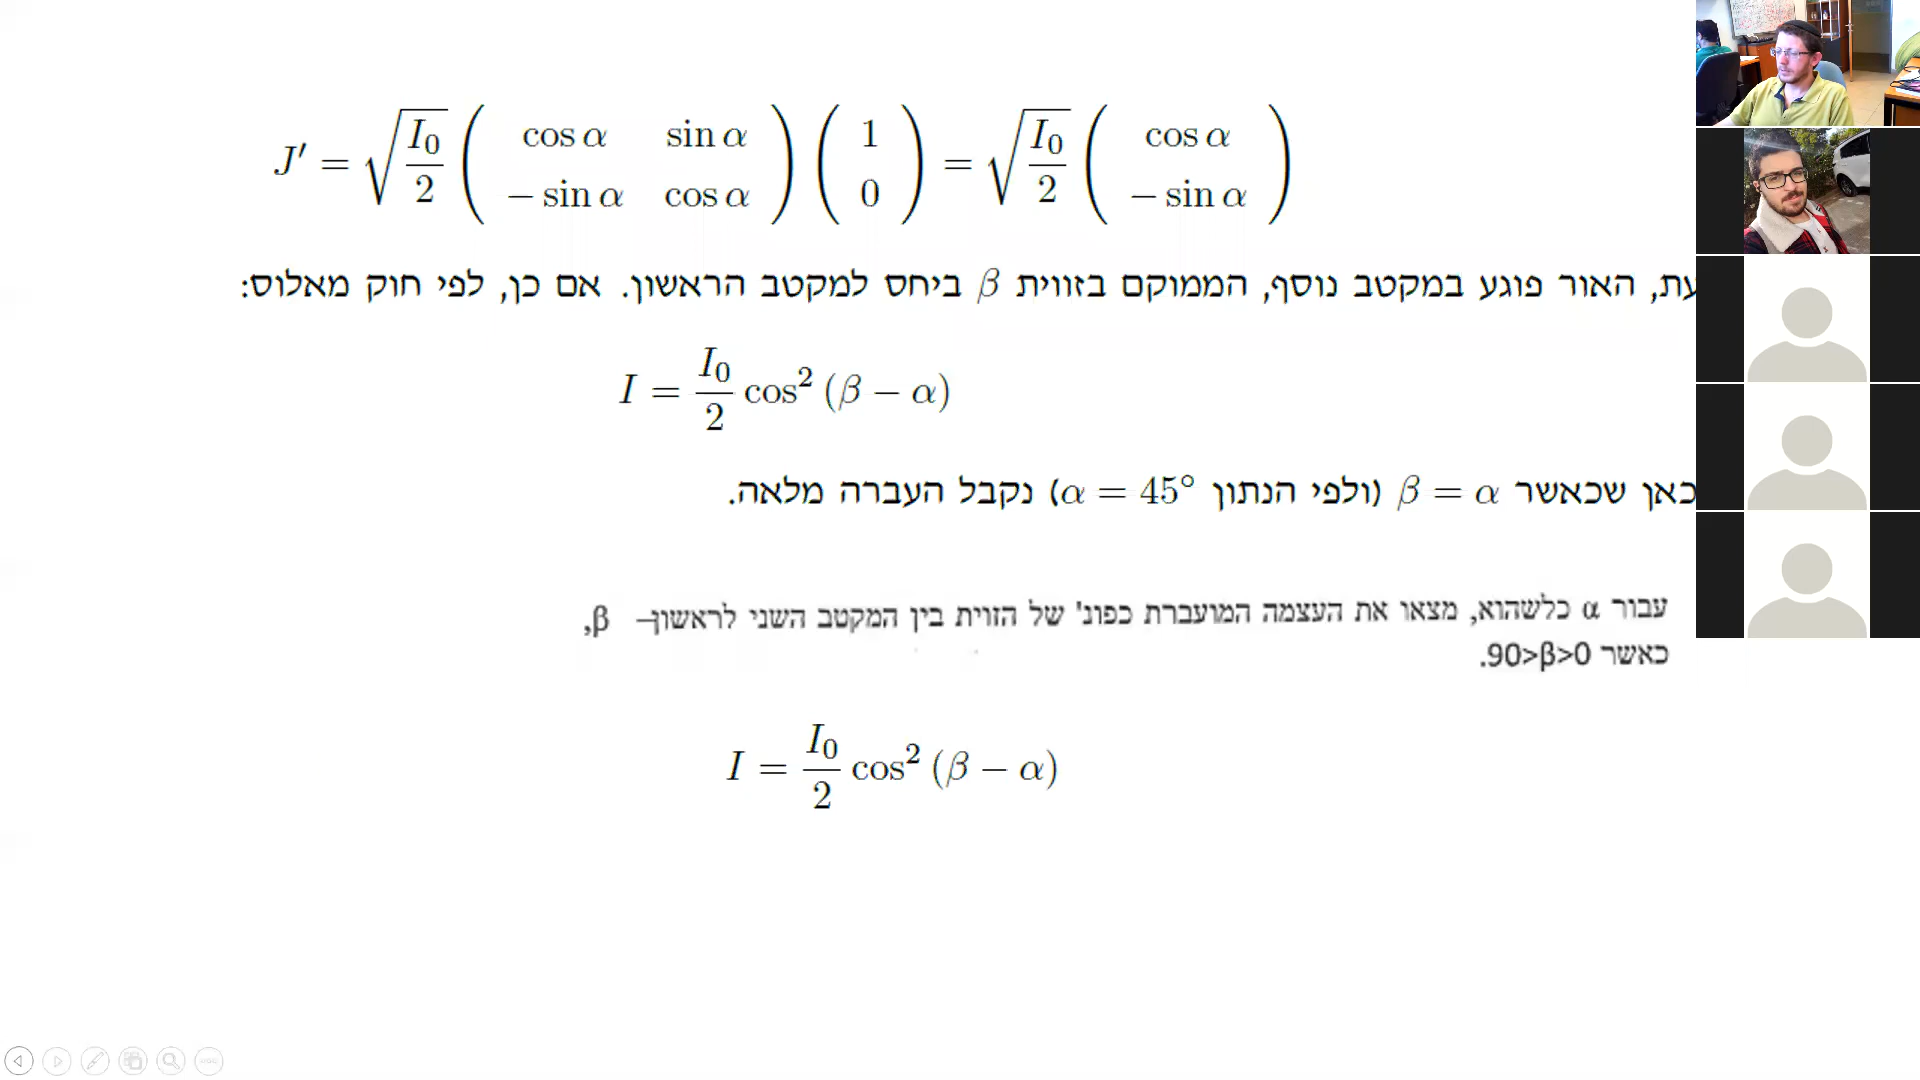 J′ = √(I₀/2) ( cos α  sin α ; − sin α  cos α ) ( 1 ; 0 ) = √(I₀/2) ( cos α ; − sin α )
האור פוגע במקטב נוסף, הממוקם בזווית β ביחס למקטב הראשון. אם כן, לפי חוק מאלוס:
I = I₀/2 cos² (β − α)
כאן שכאשר β = α (ולפי הנתון α = 45°) נקבל העברה מלאה.
עבור α כלשהוא, מצאו את העצמה המועברת כפונ' של הזוית בין המקטב השני לראשון– β,
כאשר 0<β<90.
I = I₀/2 cos² (β − α)